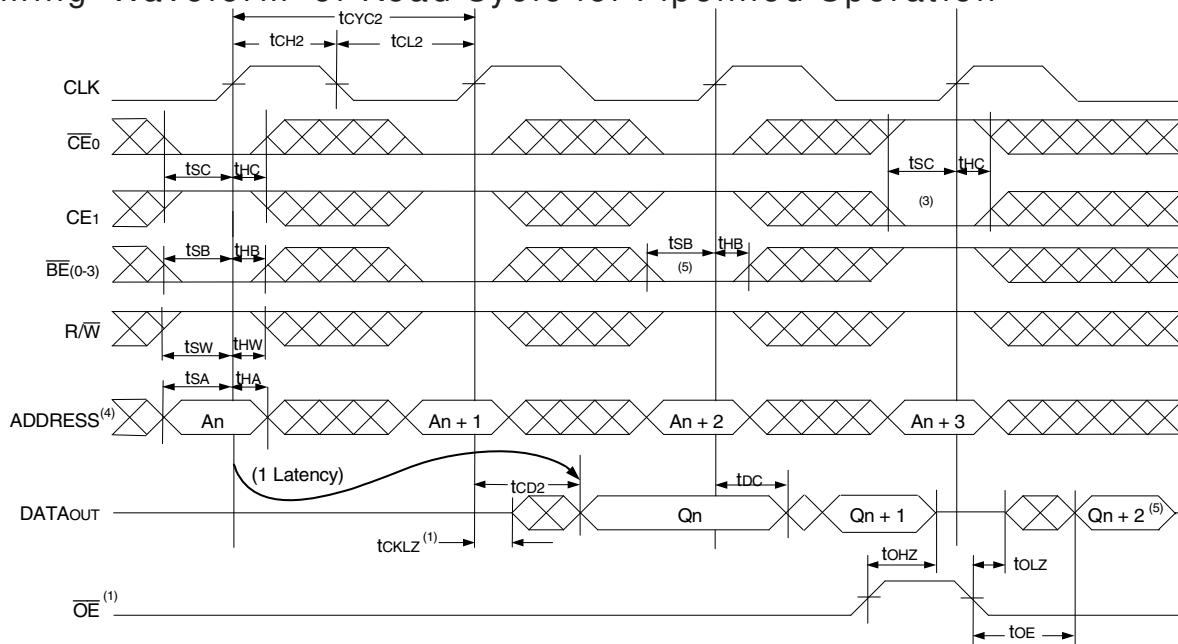 Waveform of Read Cycle for Pipelined Operation
tCYC2
tCH2 tCL2
CLK
CE0
tSC tHC tSC tHC
CE1 (3)
tSB tHB tSB tHB
BE(0-3) (5)
R/W
tSW tHW
tSA tHA
ADDRESS(4) An An + 1 An + 2 An + 3
(1 Latency) tCD2 tDC
DATAOUT Qn Qn + 1 Qn + 2 (5)
tCKLZ (1)
tOHZ tOLZ
OE (1)
tOE